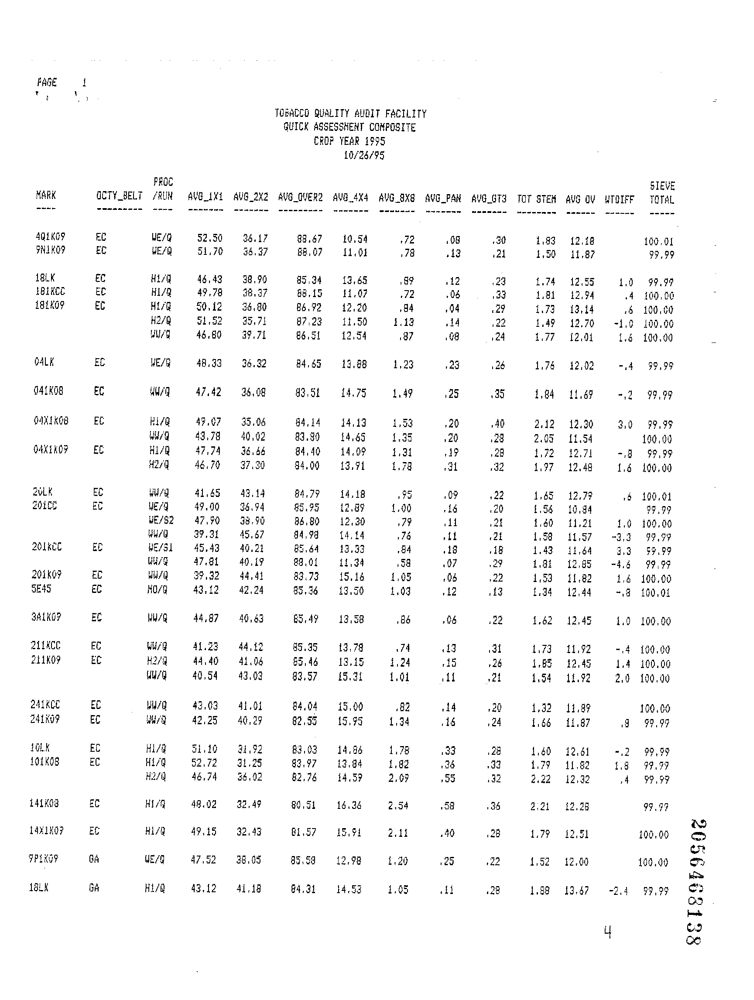 PAGE 1
TOBACCO QUALITY AUDIT FACILITY
QUICK ASSESSMENT COMPOSITE
CROP YEAR 1995
10/26/95
PROC SIEVE
MARK OCTY_BELT /RUN AVG_1X1 AVG_2X2 AVG_OVER2 AVG_4X4 AVG_8X8 AVG_PAN AVG_GT3 TOT STEM AVG OV WTDIFF TOTAL
---- --------- ---- ------- ------- --------- ------- ------- ------- ------- -------- ------ ------ -----
4Q1K09 EC WE/Q 52.50 36.17 88.67 10.54 .72 .08 .30 1.83 12.18 100.01
9N1K09 EC WE/Q 51.70 36.37 88.07 11.01 .78 .13 .21 1.50 11.87 99.99
18LK EC H1/Q 46.43 38.90 85.34 13.65 .89 .12 .23 1.74 12.55 1.0 99.99
181KCC EC H1/Q 49.78 38.37 88.15 11.07 .72 .06 .33 1.81 12.94 .4 100.00
181K09 EC H1/Q 50.12 36.80 86.92 12.20 .84 .04 .29 1.73 13.14 .6 100.00
H2/Q 51.52 35.71 87.23 11.50 1.13 .14 .22 1.49 12.70 -1.0 100.00
WW/Q 46.80 39.71 86.51 12.54 .87 .08 .24 1.77 12.01 1.6 100.00
04LK EC WE/Q 48.33 36.32 84.65 13.88 1.23 .23 .26 1.76 12.02 -.4 99.99
041K08 EC WW/Q 47.42 36.08 83.51 14.75 1.49 .25 .35 1.84 11.69 -.2 99.99
04X1K08 EC H1/Q 49.07 35.06 84.14 14.13 1.53 .20 .40 2.12 12.30 3.0 99.99
WW/Q 43.78 40.02 83.80 14.65 1.35 .20 .28 2.05 11.54 100.00
04X1K09 EC H1/Q 47.74 36.66 84.40 14.09 1.31 .19 .28 1.72 12.71 -.8 99.99
H2/Q 46.70 37.30 84.00 13.91 1.78 .31 .32 1.97 12.48 1.6 100.00
20LK EC WW/Q 41.65 43.14 84.79 14.18 .95 .09 .22 1.65 12.79 .6 100.01
201CC EC WE/Q 49.00 36.94 85.95 12.89 1.00 .16 .20 1.56 10.84 99.99
WE/S2 47.90 38.90 86.80 12.30 .79 .11 .21 1.60 11.21 1.0 100.00
WW/Q 39.31 45.67 84.98 14.14 .76 .11 .21 1.58 11.57 -3.3 99.99
201KCC EC WE/S1 45.43 40.21 85.64 13.33 .84 .18 .18 1.43 11.64 3.3 99.99
WW/Q 47.81 40.19 88.01 11.34 .58 .07 .29 1.81 12.85 -4.6 99.99
201K09 EC WW/Q 39.32 44.41 83.73 15.16 1.05 .06 .22 1.53 11.82 1.6 100.00
5E45 EC MO/Q 43.12 42.24 85.36 13.50 1.03 .12 .13 1.34 12.44 -.8 100.01
3A1K09 EC WW/Q 44.87 40.63 85.49 13.58 .86 .06 .22 1.62 12.45 1.0 100.00
211KCC EC WW/Q 41.23 44.12 85.35 13.78 .74 .13 .31 1.73 11.92 -.4 100.00
211K09 EC H2/Q 44.40 41.06 85.46 13.15 1.24 .15 .26 1.85 12.45 1.4 100.00
WW/Q 40.54 43.03 83.57 15.31 1.01 .11 .21 1.54 11.92 2.0 100.00
241KCC EC WW/Q 43.03 41.01 84.04 15.00 .82 .14 .20 1.32 11.89 100.00
241K09 EC WW/Q 42.25 40.29 82.55 15.95 1.34 .16 .24 1.66 11.87 .8 99.99
10LK EC H1/Q 51.10 31.92 83.03 14.86 1.78 .33 .28 1.60 12.61 -.2 99.99
101K08 EC H1/Q 52.72 31.25 83.97 13.84 1.82 .36 .33 1.79 11.82 1.8 99.99
H2/Q 46.74 36.02 82.76 14.59 2.09 .55 .32 2.22 12.32 .4 99.99
141K08 EC H1/Q 48.02 32.49 80.51 16.36 2.54 .58 .36 2.21 12.28 99.99
14X1K09 EC H1/Q 49.15 32.43 81.57 15.91 2.11 .40 .28 1.79 12.51 100.00
9P1K09 GA WE/Q 47.52 38.05 85.58 12.98 1.20 .25 .22 1.52 12.00 100.00
18LK GA H1/Q 43.12 41.18 84.31 14.53 1.05 .11 .28 1.88 13.67 -2.4 99.99
2056468138
4